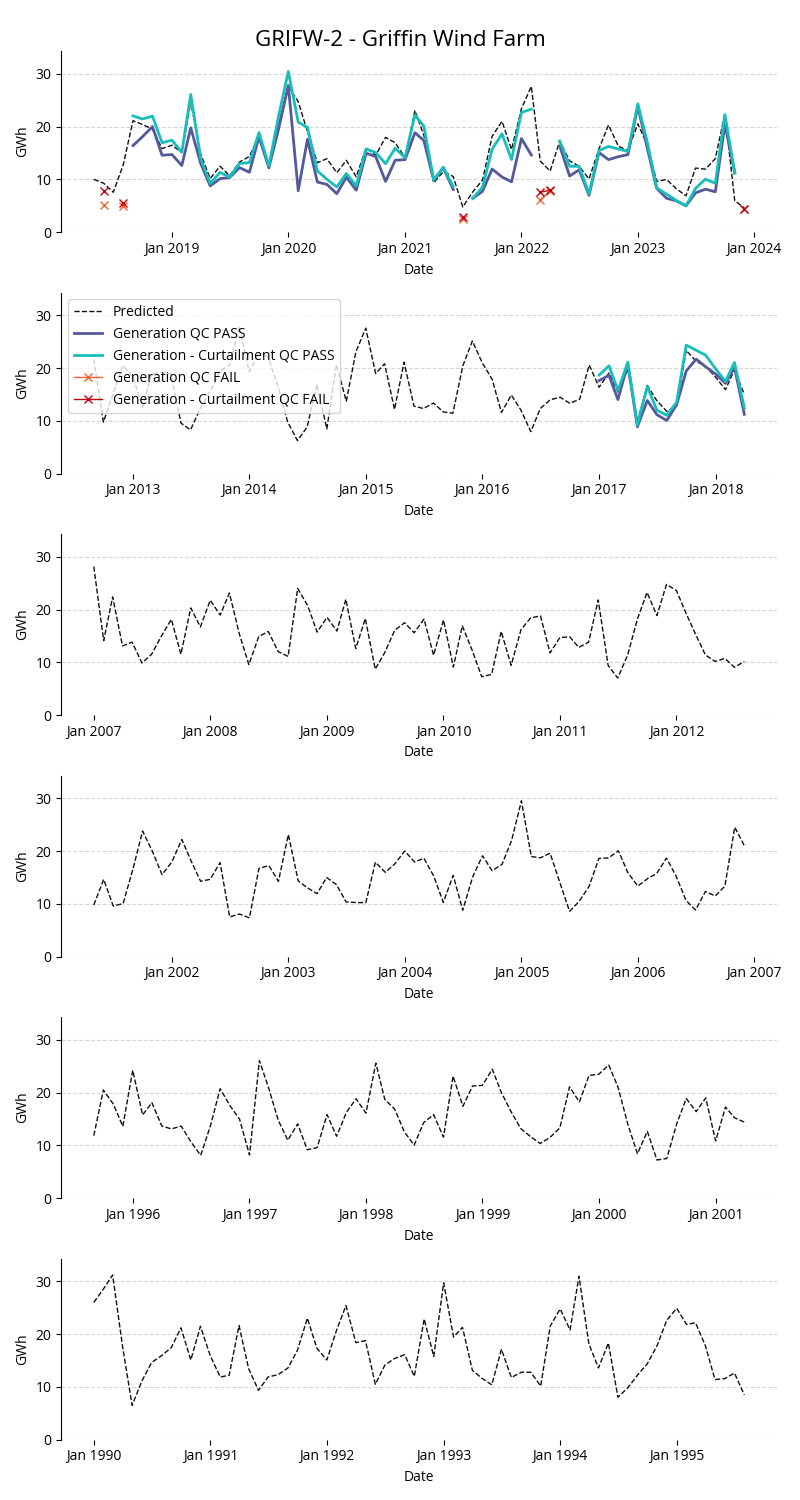 GRIFW-2 - Griffin Wind Farm
30
20
10
0
GWh
Jan 2019 Jan 2020 Jan 2021 Jan 2022 Jan 2023 Jan 2024
Date
Predicted
Generation QC PASS
Generation - Curtailment QC PASS
Generation QC FAIL
Generation - Curtailment QC FAIL
30
20
10
0
GWh
Jan 2013 Jan 2014 Jan 2015 Jan 2016 Jan 2017 Jan 2018
Date
30
20
10
0
GWh
Jan 2007 Jan 2008 Jan 2009 Jan 2010 Jan 2011 Jan 2012
Date
30
20
10
0
GWh
Jan 2002 Jan 2003 Jan 2004 Jan 2005 Jan 2006 Jan 2007
Date
30
20
10
0
GWh
Jan 1996 Jan 1997 Jan 1998 Jan 1999 Jan 2000 Jan 2001
Date
30
20
10
0
GWh
Jan 1990 Jan 1991 Jan 1992 Jan 1993 Jan 1994 Jan 1995
Date